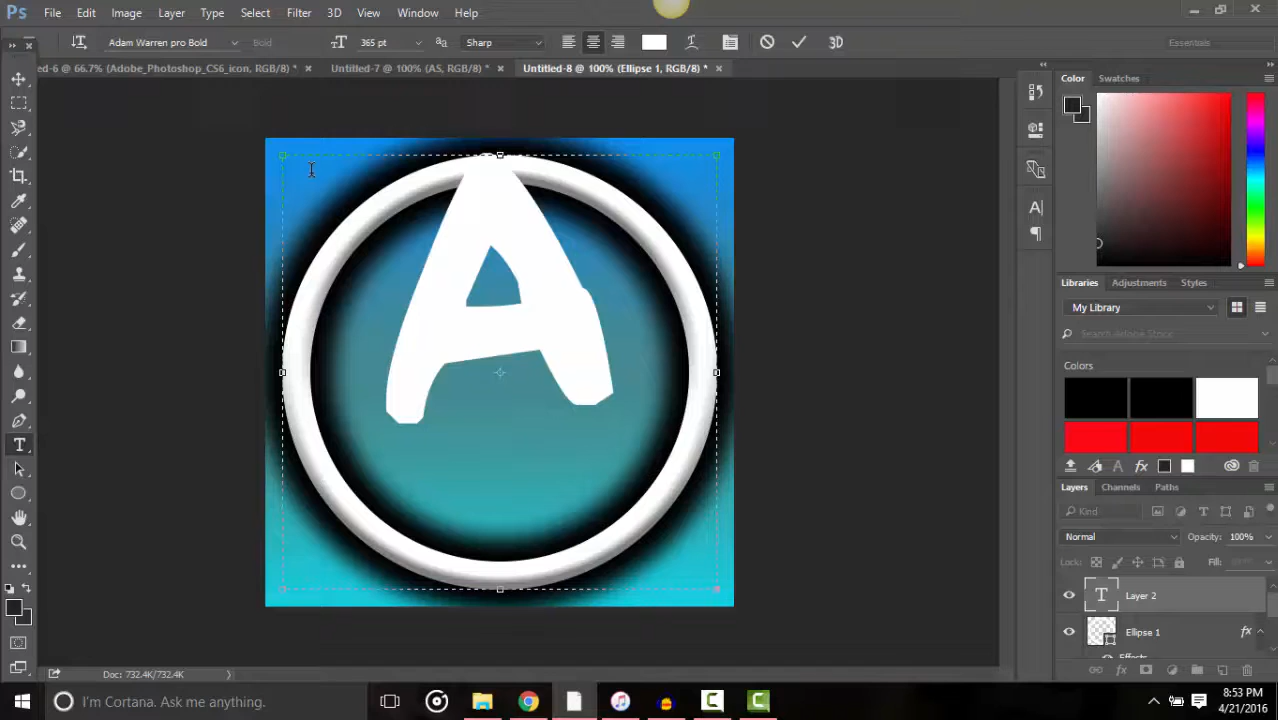 Ps File Edit Image Layer Type Select Filter 3D View Window Help
Adam Warren pro Bold Bold 365 pt Sharp 3D Essentials
ed-6 @ 66.7% (Adobe_Photoshop_CS6_icon, RGB/8) * Untitled-7 @ 100% (AS, RGB/8) * Untitled-8 @ 100% (Ellipse 1, RGB/8) *
Color Swatches
A
Libraries Adjustments Styles
My Library
Search Adobe Stock
Colors
Layers Channels Paths
Kind
Normal Opacity: 100%
Lock: Fill:
T Layer 2
Ellipse 1 fx
Effects
Doc: 732.4K/732.4K
I'm Cortana. Ask me anything.
8:53 PM
4/21/2016